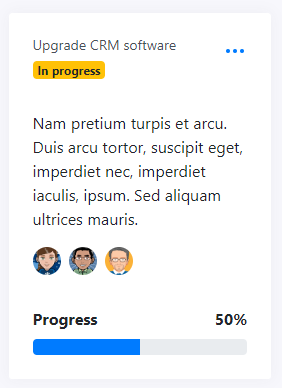 Upgrade CRM software
In progress
Nam pretium turpis et arcu.
Duis arcu tortor, suscipit eget,
imperdiet nec, imperdiet
iaculis, ipsum. Sed aliquam
ultrices mauris.
Progress 50%